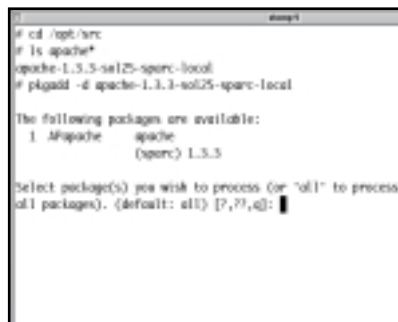 # cd /opt/src
# ls apache*
apache-1.3.3-sol25-sparc-local
# pkgadd -d apache-1.3.3-sol25-sparc-local
The following packages are available:
1 APapache apache
(sparc) 1.3.3
Select package(s) you wish to process (or "all" to process
all packages). (default: all) [?,??,q]: